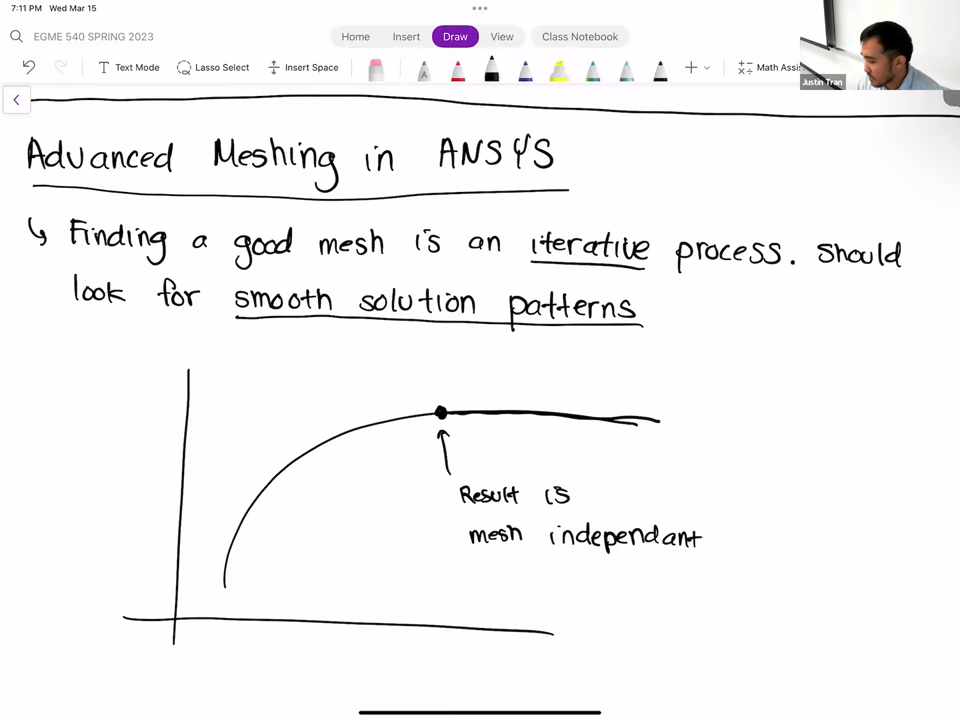 7:11 PM Wed Mar 15
EGME 540 SPRING 2023
Home Insert Draw View Class Notebook
Text Mode Lasso Select Insert Space Math Assis
Justin Tran
Advanced Meshing in ANSYS
↳ Finding a good mesh is an iterative process. Should
look for smooth solution patterns
Result is
mesh independant